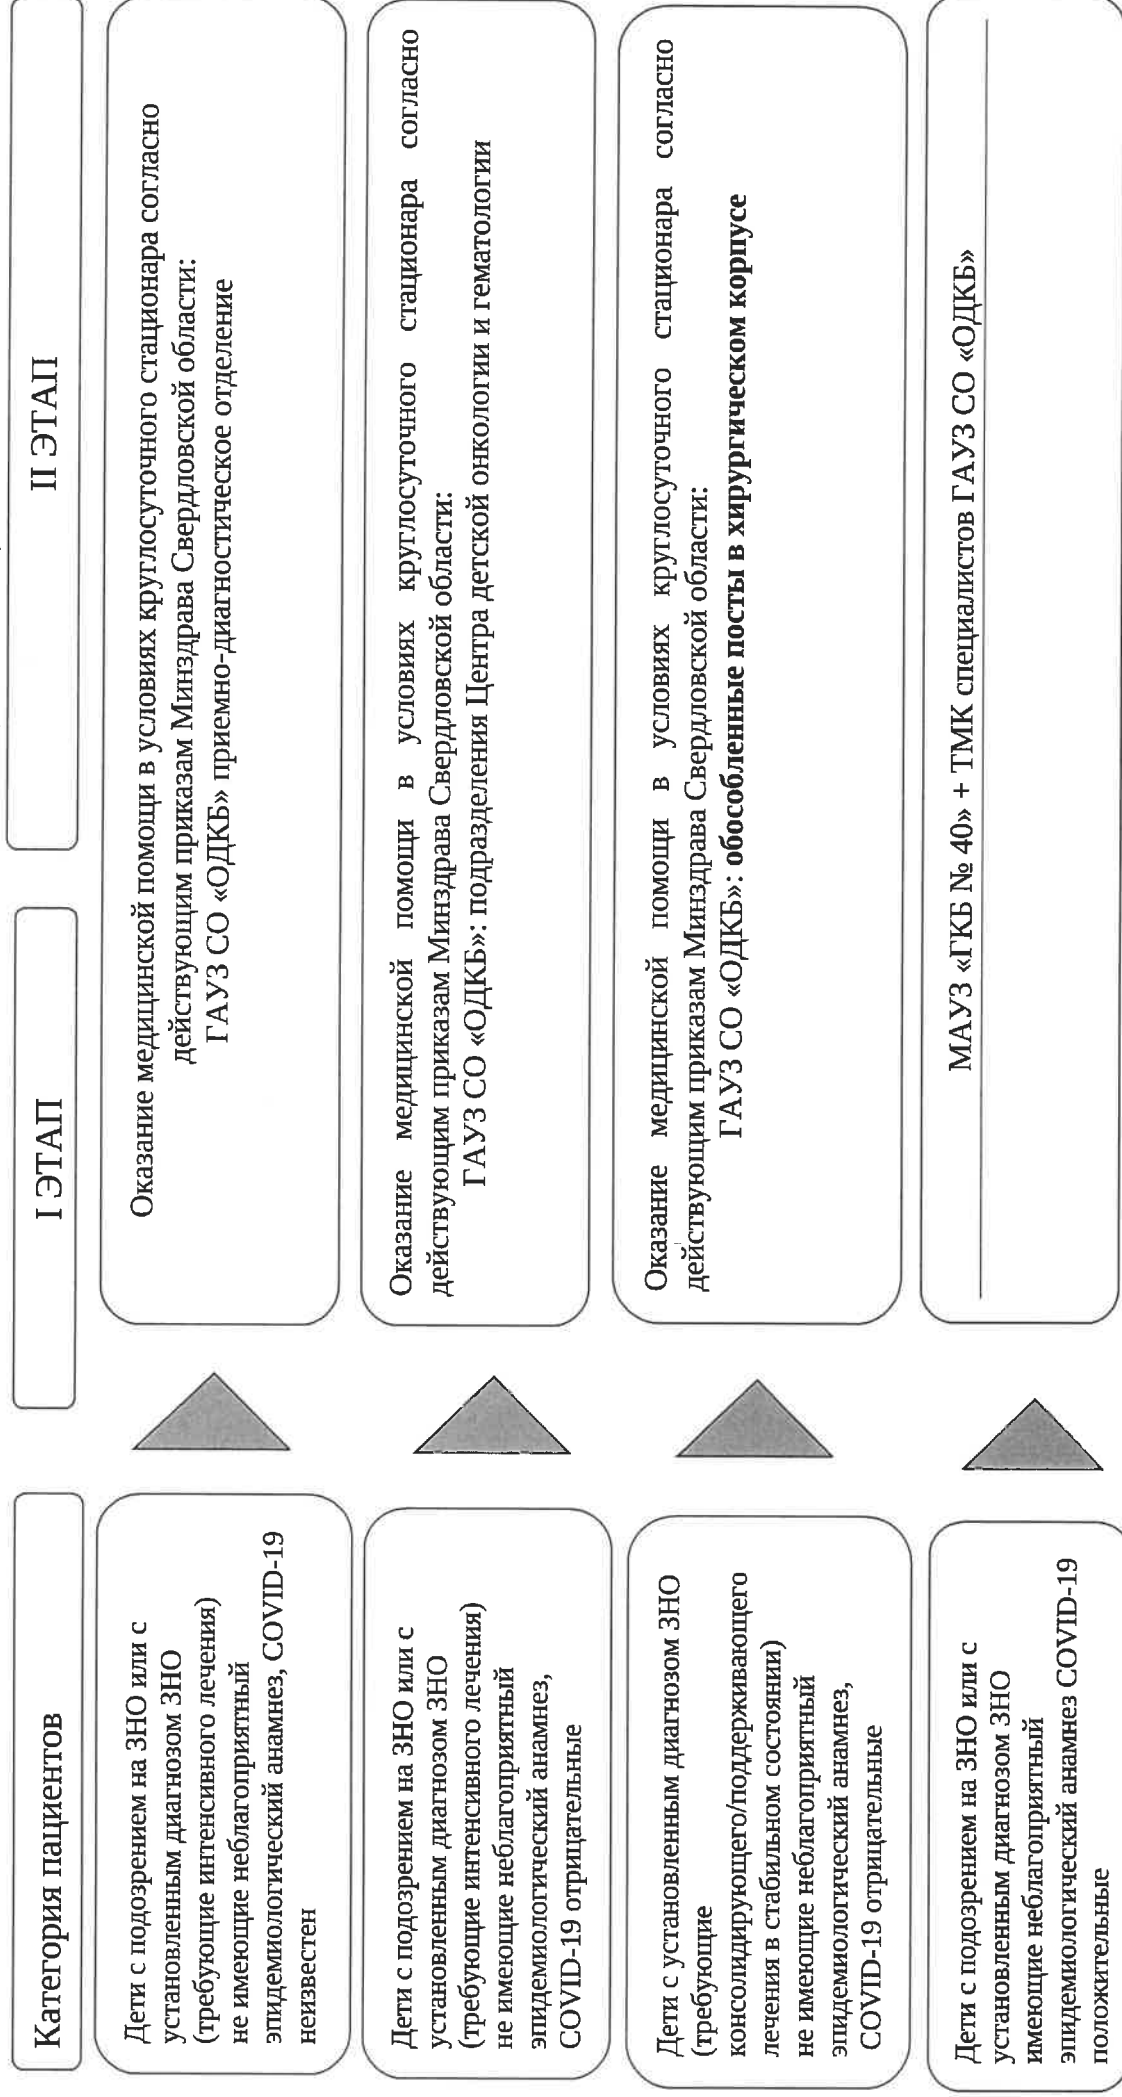 Категория пациентов
I ЭТАП
II ЭТАП
Дети с подозрением на ЗНО или с
установленным диагнозом ЗНО
(требующие интенсивного лечения)
не имеющие неблагоприятный
эпидемиологический анамнез, COVID-19
неизвестен
Оказание медицинской помощи в условиях круглосуточного стационара согласно
действующим приказам Минздрава Свердловской области:
ГАУЗ СО «ОДКБ» приемно-диагностическое отделение
Дети с подозрением на ЗНО или с
установленным диагнозом ЗНО
(требующие интенсивного лечения)
не имеющие неблагоприятный
эпидемиологический анамнез,
COVID-19 отрицательные
Оказание медицинской помощи в условиях круглосуточного стационара согласно
действующим приказам Минздрава Свердловской области:
ГАУЗ СО «ОДКБ»: подразделения Центра детской онкологии и гематологии
Дети с установленным диагнозом ЗНО
(требующие
консолидирующего/поддерживающего
лечения в стабильном состоянии)
не имеющие неблагоприятный
эпидемиологический анамнез,
COVID-19 отрицательные
Оказание медицинской помощи в условиях круглосуточного стационара согласно
действующим приказам Минздрава Свердловской области:
ГАУЗ СО «ОДКБ»: обособленные посты в хирургическом корпусе
Дети с подозрением на ЗНО или с
установленным диагнозом ЗНО
имеющие неблагоприятный
эпидемиологический анамнез COVID-19
положительные
МАУЗ «ГКБ № 40» + ТМК специалистов ГАУЗ СО «ОДКБ»